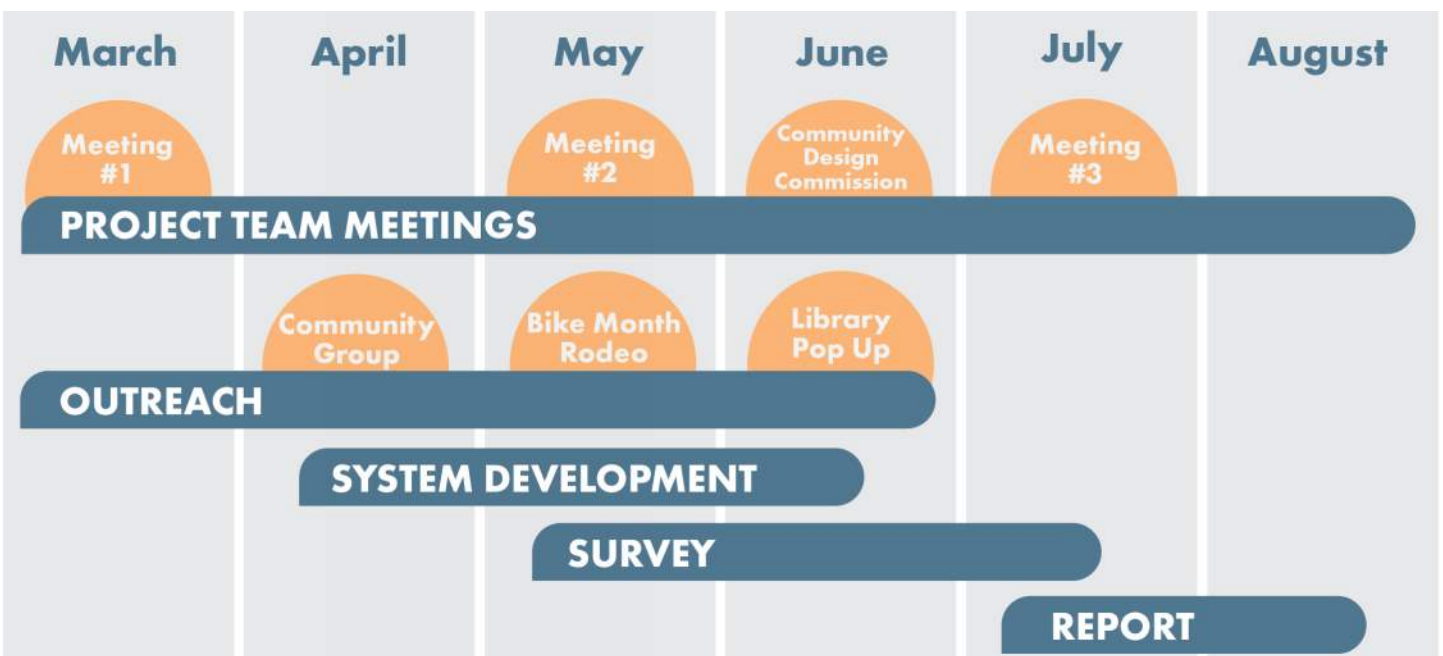 March April May June July August
Meeting
#1
Meeting
#2
Community
Design
Commission
Meeting
#3
PROJECT TEAM MEETINGS
Community
Group
Bike Month
Rodeo
Library
Pop Up
OUTREACH
SYSTEM DEVELOPMENT
SURVEY
REPORT